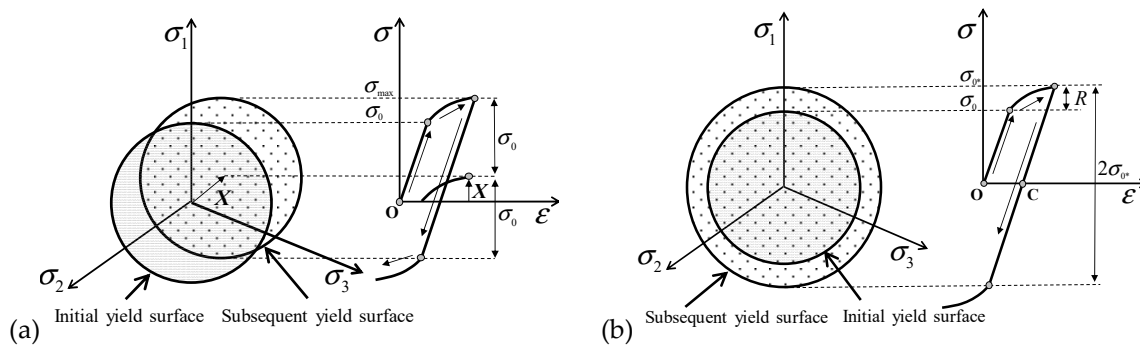 σ₁
σ
σmax
σ₀
σ₀
X
O
X
ε
σ₀
σ₂
σ₃
Initial yield surface
Subsequent yield surface
(a)
σ₁
σ
σ₀*
σ₀
R
2σ₀*
O
C
ε
σ₂
σ₃
Subsequent yield surface
Initial yield surface
(b)